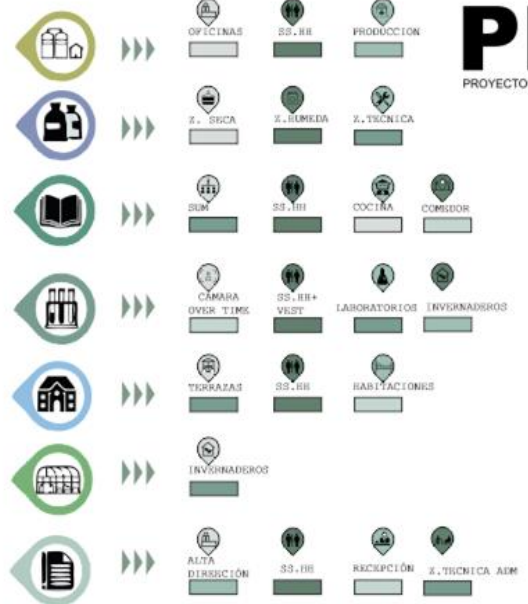 OFICINAS SS.HH PRODUCCION
PROYECTO
Z. SECA Z.HUMEDA Z.TECNICA
SUM SS.HH COCINA COMEDOR
CÁMARA OVER TIME SS.HH+ VEST LABORATORIOS INVERNADEROS
TERRAZAS SS.HH HABITACIONES
INVERNADEROS
ALTA DIRECCIÓN SS.HH RECEPCIÓN Z.TECNICA ADM